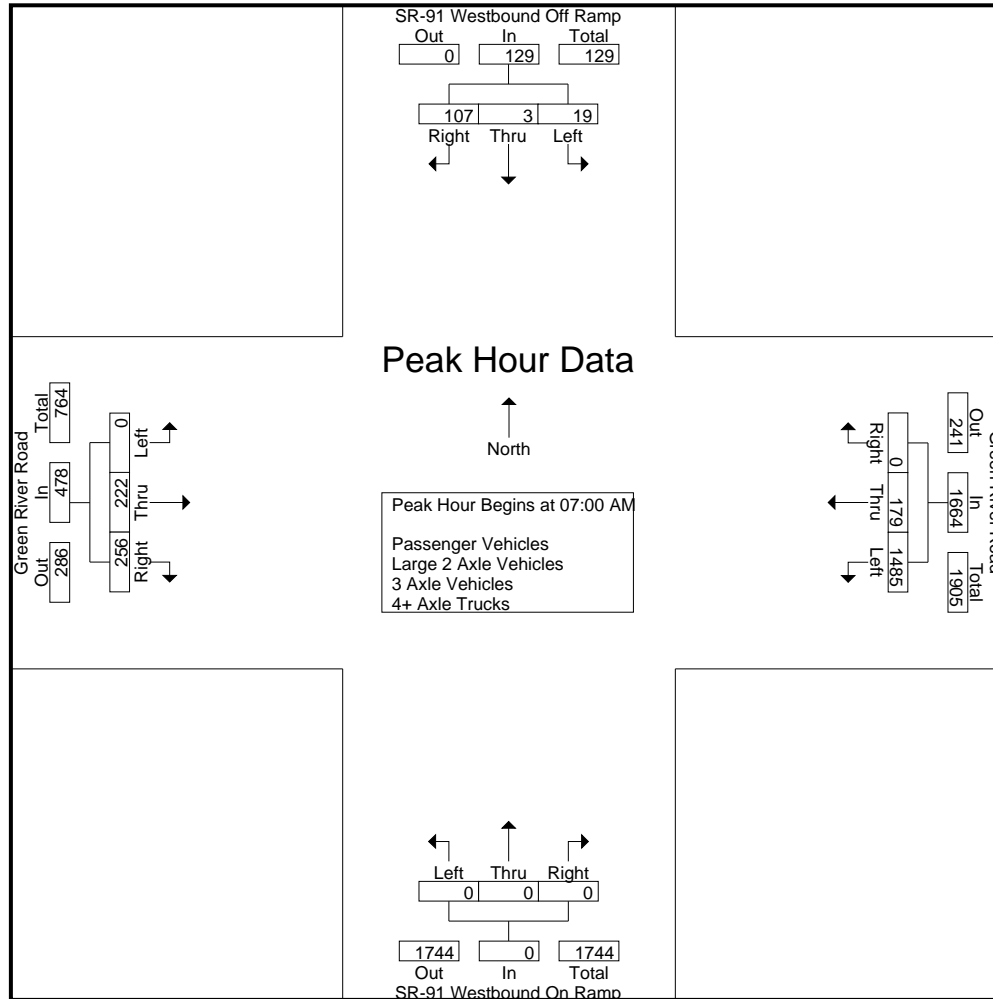 SR-91 Westbound Off Ramp
Out In Total
0 129 129
107 3 19
Right Thru Left
Peak Hour Data
North
Peak Hour Begins at 07:00 AM
Passenger Vehicles
Large 2 Axle Vehicles
3 Axle Vehicles
4+ Axle Trucks
Green River Road
Total In Out
764 478 286
0 222 256
Left Thru Right
Green River Road
Out In Total
241 1664 1905
0 179 1485
Right Thru Left
Left Thru Right
0 0 0
1744 0 1744
Out In Total
SR-91 Westbound On Ramp